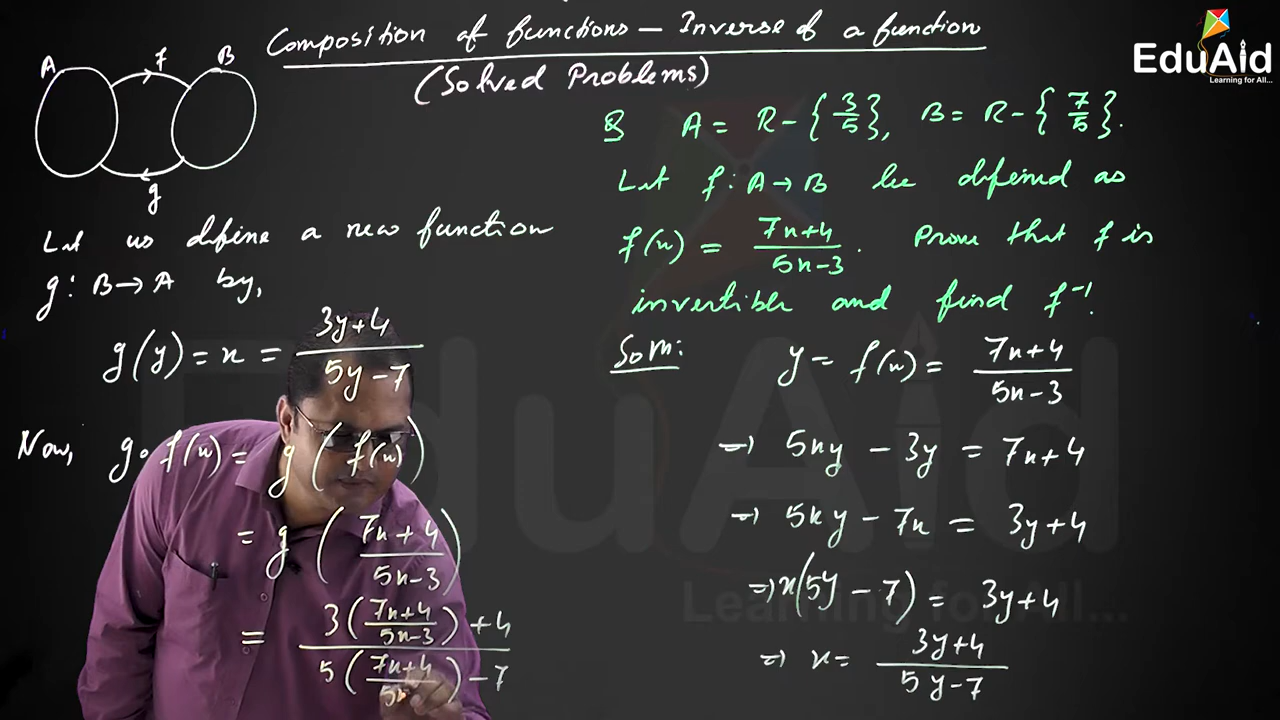 Composition of functions – Inverse of a function
(Solved Problems)
EduAid
Learning for All...
A f B
g
Q A = R – {3/5}, B = R – {7/5}.
Let f : A → B be defined as
f(x) = (7x+4)/(5x–3). Prove that f is
invertible and find f⁻¹.
Soln:
y = f(x) = (7x+4)/(5x–3)
⇒ 5xy – 3y = 7x+4
⇒ 5xy – 7x = 3y+4
⇒ x(5y – 7) = 3y+4
⇒ x = (3y+4)/(5y–7)
Let us define a new function
g : B → A by,
g(y) = x = (3y+4)/(5y–7)
Now, g∘f(x) = g(f(x))
= g((7x+4)/(5x–3))
= (3((7x+4)/(5x–3)) + 4)/(5((7x+4)/5x) – 7)
EduAid
Learning for All...